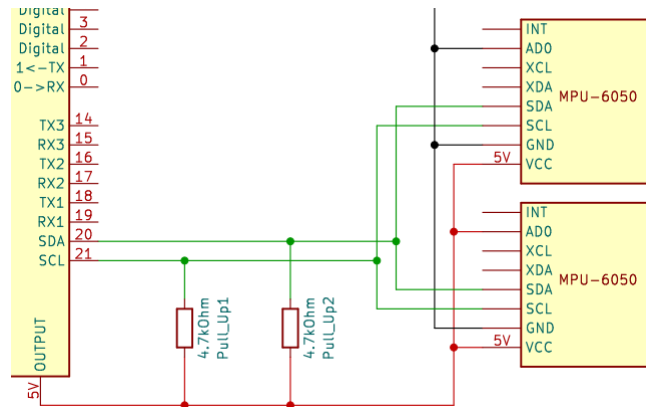 Digital
Digital 3
Digital 2
1<-TX 1
0->RX 0
TX3 14
RX3 15
TX2 16
RX2 17
TX1 18
RX1 19
SDA 20
SCL 21
OUTPUT
5V
4.7kOhm
Pull_Up1
4.7kOhm
Pull_Up2
INT
AD0
XCL
XDA
SDA
SCL
GND
5V VCC
MPU-6050
INT
AD0
XCL
XDA
SDA
SCL
GND
5V VCC
MPU-6050